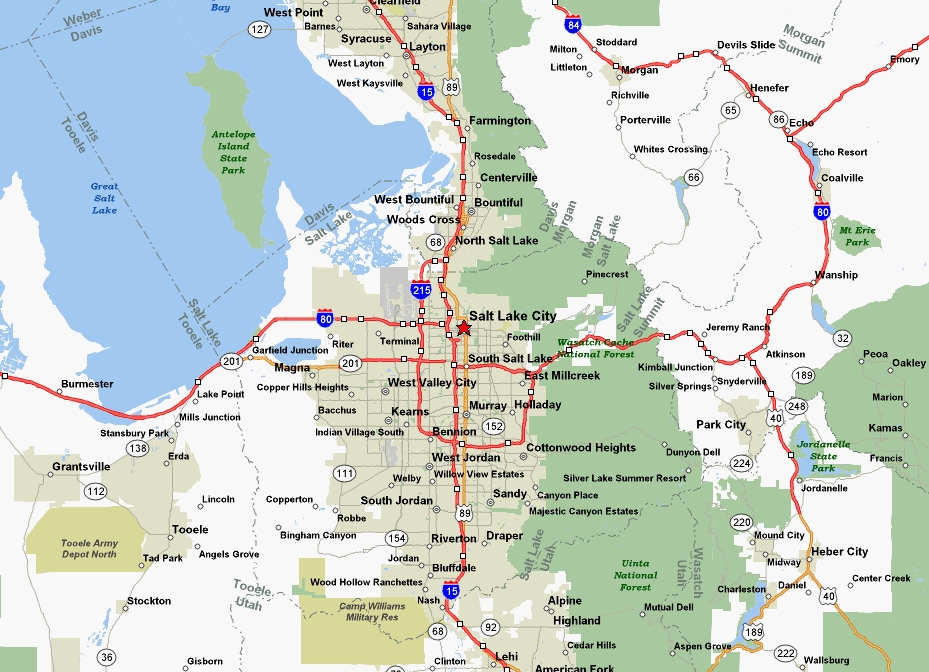 Clearfield
Bay
West Point
Weber
Davis
127
Barnes
Sahara Village
Syracuse
Layton
West Layton
West Kaysville
15
89
84
Stoddard
Milton
Littleton
Morgan
Devils Slide
Morgan
Summit
Emory
Richville
Henefer
65
Porterville
86
Echo
Farmington
Davis
Tooele
Antelope
Island
State
Park
Rosedale
Whites Crossing
Echo Resort
Centerville
66
Coalville
Great
Salt
Lake
West Bountiful
Bountiful
Davis
Salt Lake
Woods Cross
Davis
Morgan
Morgan
Salt Lake
80
Mt Erie
Park
68
North Salt Lake
Pinecrest
Wanship
215
Salt Lake
Summit
Salt Lake
Tooele
80
Salt Lake City
Jeremy Ranch
32
Riter
Terminal
Foothill
Wasatch Cache
National Forest
Garfield Junction
201
201
South Salt Lake
Atkinson
Peoa
Oakley
Magna
Kimball Junction
189
Burmester
Copper Hills Heights
West Valley City
East Millcreek
Silver Springs
Snyderville
Lake Point
Marion
Bacchus
Kearns
Murray
Holladay
248
40
Mills Junction
Park City
Kamas
Stansbury Park
Indian Village South
Bennion
152
138
Cottonwood Heights
Jordanelle
State
Park
Erda
West Jordan
Dunyon Dell
Francis
Grantsville
111
224
Welby
Willow View Estates
Silver Lake Summer Resort
112
Jordanelle
Lincoln
Copperton
South Jordan
Sandy
Canyon Place
Robbe
89
Majestic Canyon Estates
220
Tooele
Bingham Canyon
154
Riverton
Draper
Mound City
Tooele Army
Depot North
Angels Grove
Heber City
Tad Park
Jordan
Salt Lake
Utah
Wasatch
Utah
Midway
Bluffdale
Uinta
National
Forest
Wood Hollow Ranchettes
Center Creek
Tooele
Utah
15
Charleston
Daniel
Stockton
Camp Williams
Military Res
Nash
Alpine
40
Mutual Dell
Highland
68
92
189
36
Cedar Hills
Aspen Grove
222
Gisborn
Clinton
Lehi
Wallsburg
American Fork